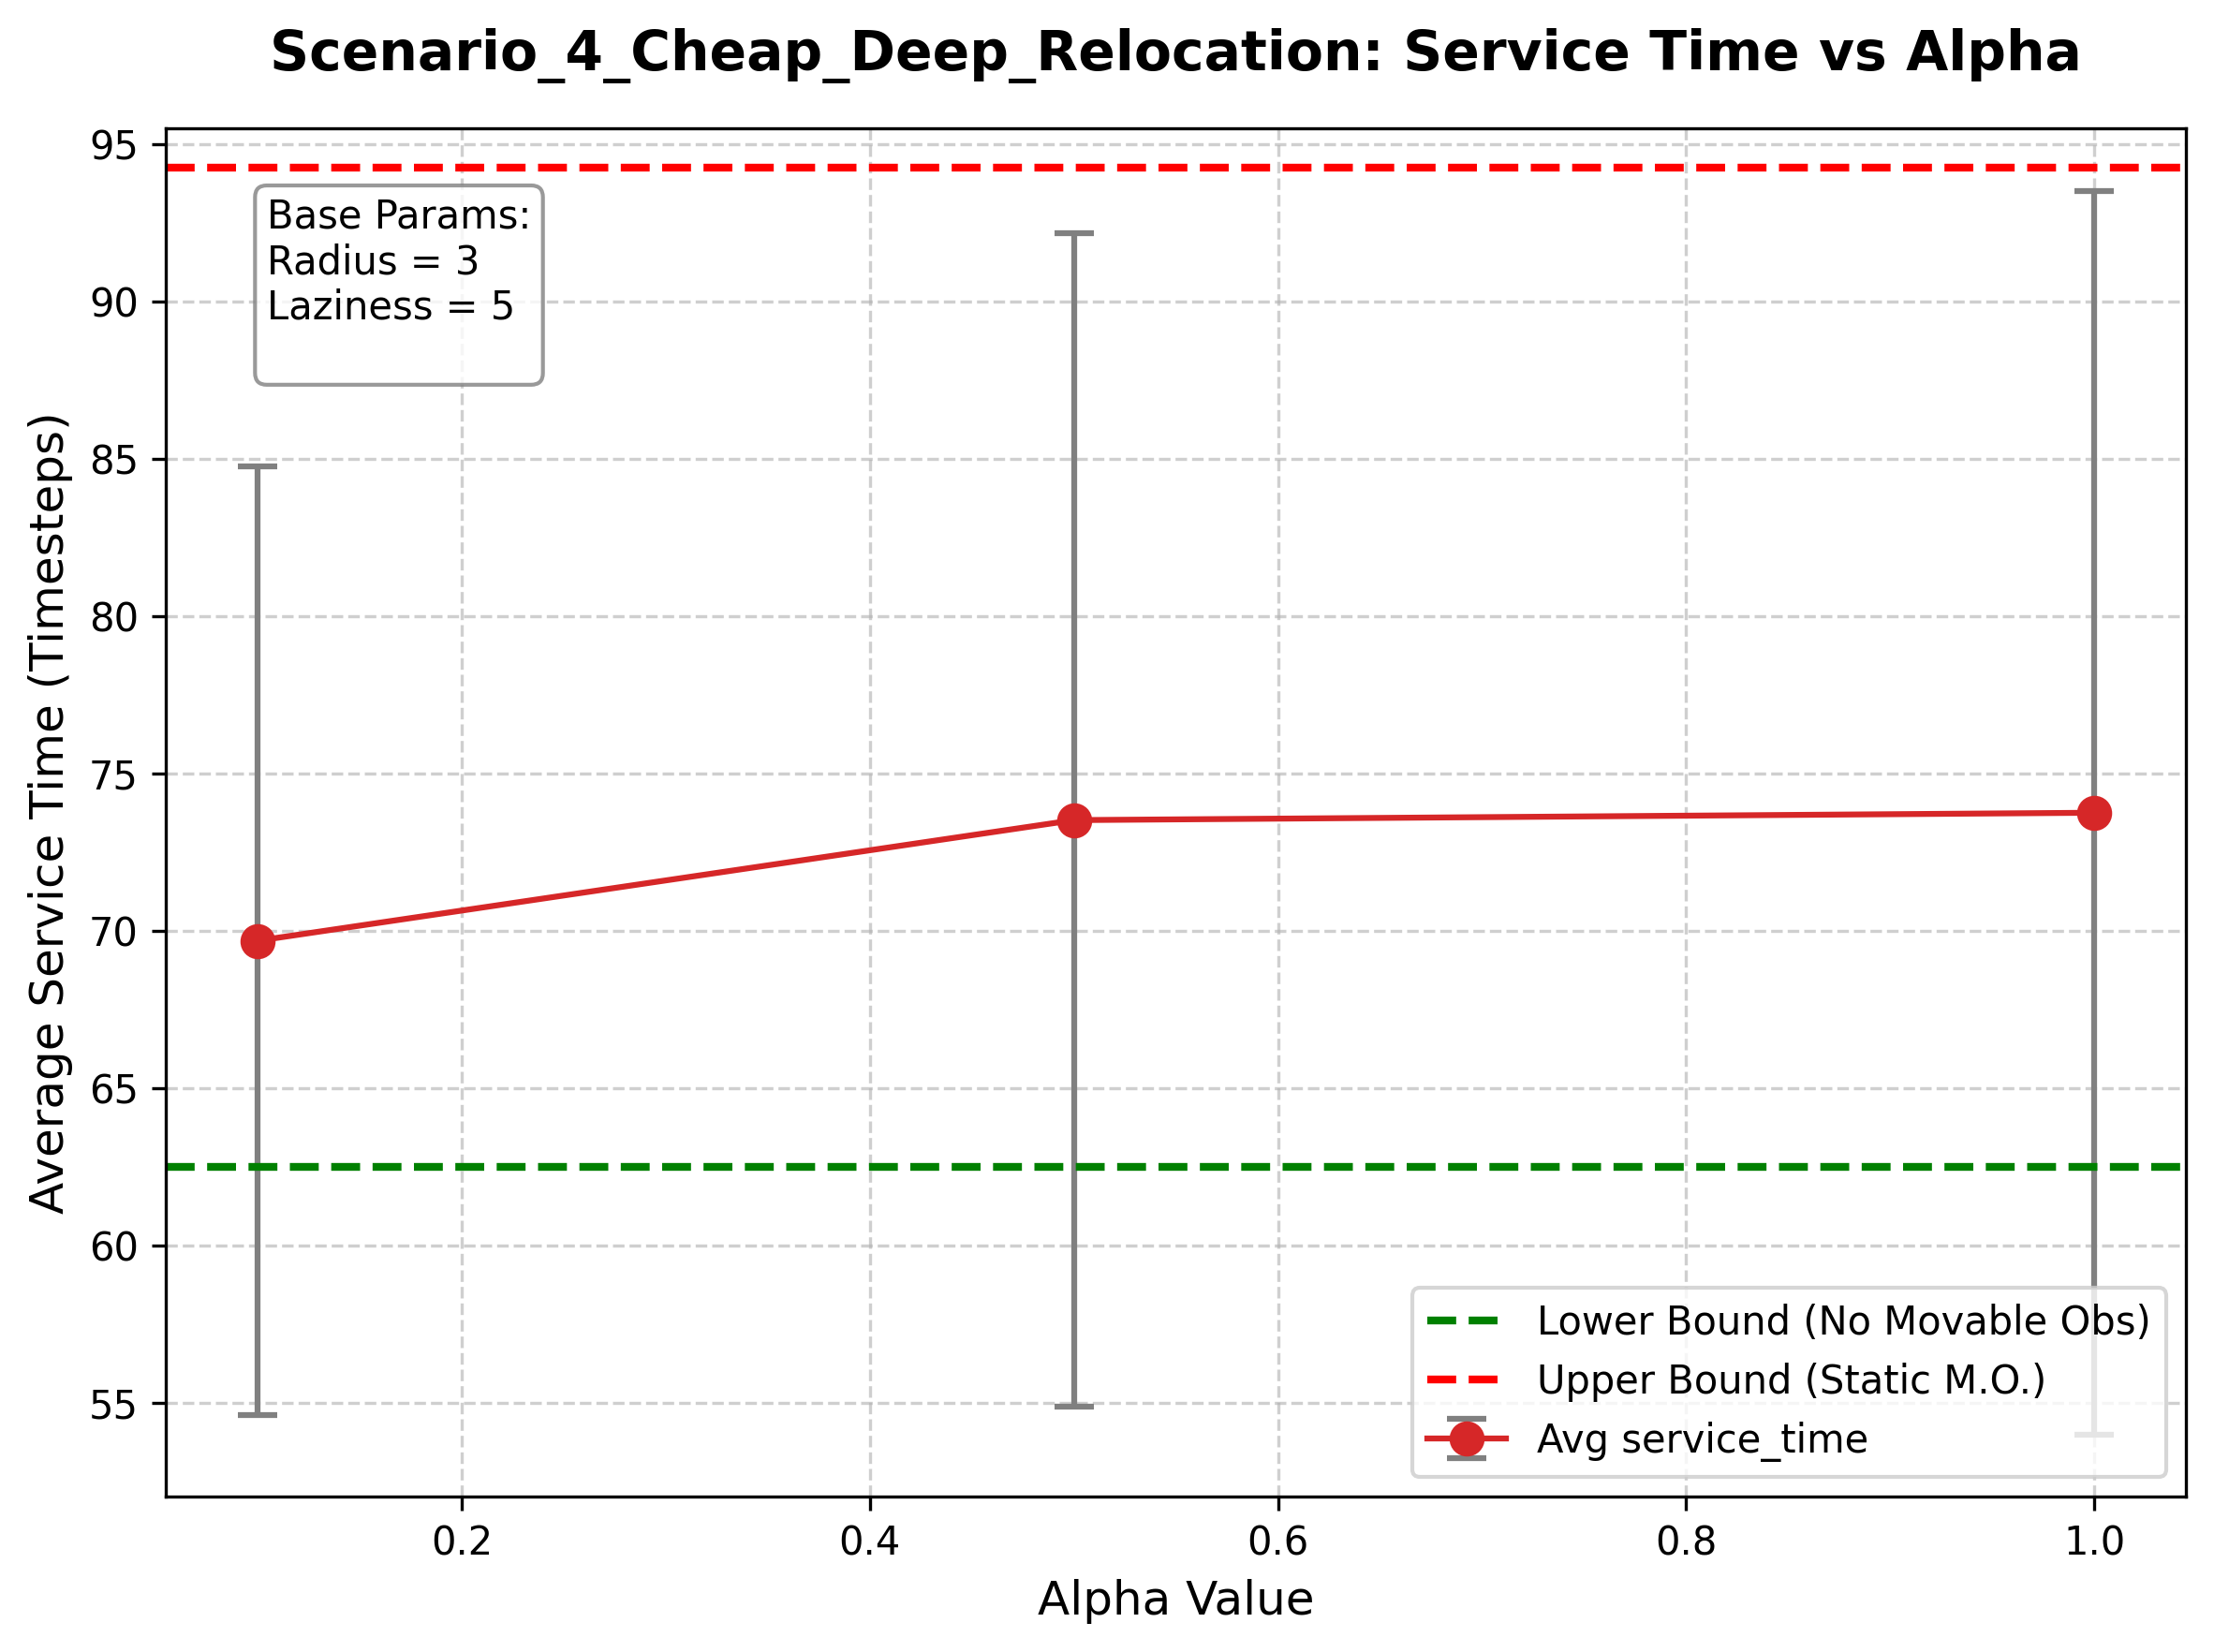 Scenario_4_Cheap_Deep_Relocation: Service Time vs Alpha
95
90
85
80
75
70
65
60
55
Average Service Time (Timesteps)
Base Params:
Radius = 3
Laziness = 5
Lower Bound (No Movable Obs)
Upper Bound (Static M.O.)
Avg service_time
0.2
0.4
0.6
0.8
1.0
Alpha Value